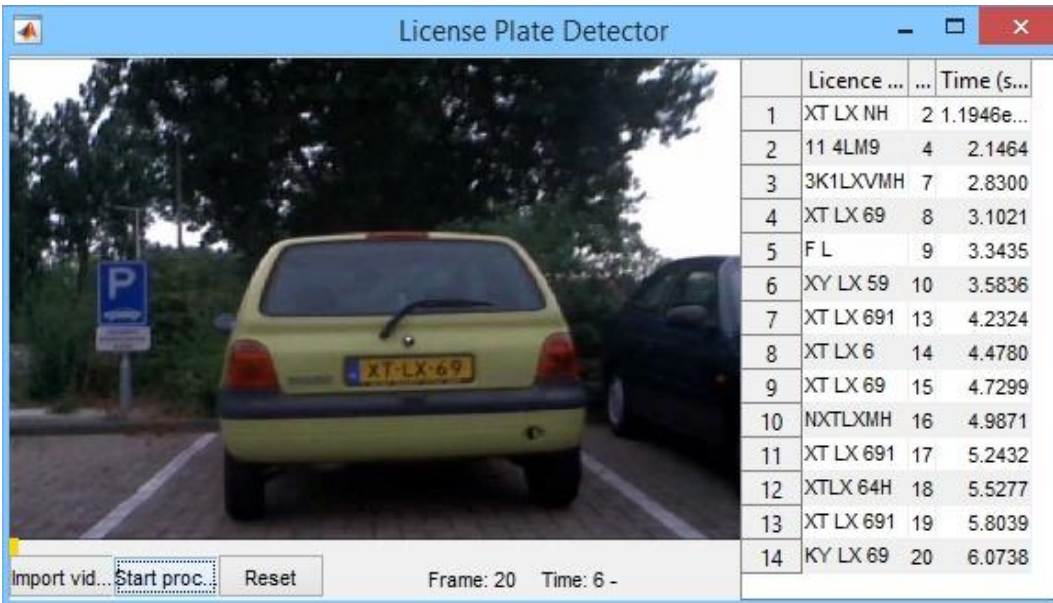 License Plate Detector
P
XT-LX-69
Licence ... ... Time (s...
1 XT LX NH 2 1.1946e...
2 11 4LM9 4 2.1464
3 3K1LXVMH 7 2.8300
4 XT LX 69 8 3.1021
5 F L 9 3.3435
6 XY LX 59 10 3.5836
7 XT LX 691 13 4.2324
8 XT LX 6 14 4.4780
9 XT LX 69 15 4.7299
10 NXTLXMH 16 4.9871
11 XT LX 691 17 5.2432
12 XTLX 64H 18 5.5277
13 XT LX 691 19 5.8039
14 KY LX 69 20 6.0738
Import vid... Start proc... Reset Frame: 20 Time: 6 -